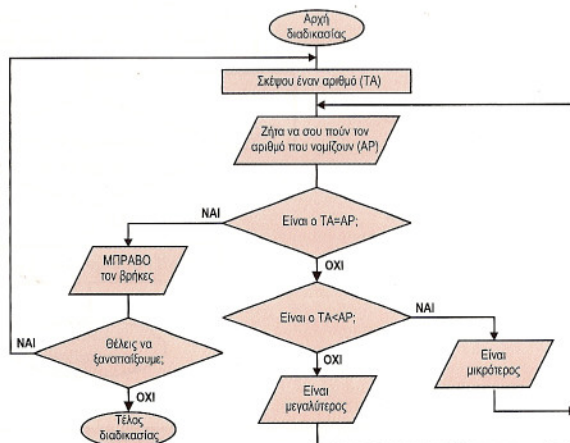 Αρχή
διαδικασίας
Σκέψου έναν αριθμό (ΤΑ)
Ζήτα να σου πούν τον
αριθμό που νομίζουν (ΑΡ)
ΝΑΙ
Είναι ο ΤΑ=ΑΡ;
ΜΠΡΑΒΟ
τον βρήκες
ΟΧΙ
Είναι ο ΤΑ<ΑΡ;
ΝΑΙ
Θέλεις να
ξαναπαίξουμε;
ΝΑΙ
ΟΧΙ
ΟΧΙ
Είναι
μικρότερος
Είναι
μεγαλύτερος
Τέλος
διαδικασίας